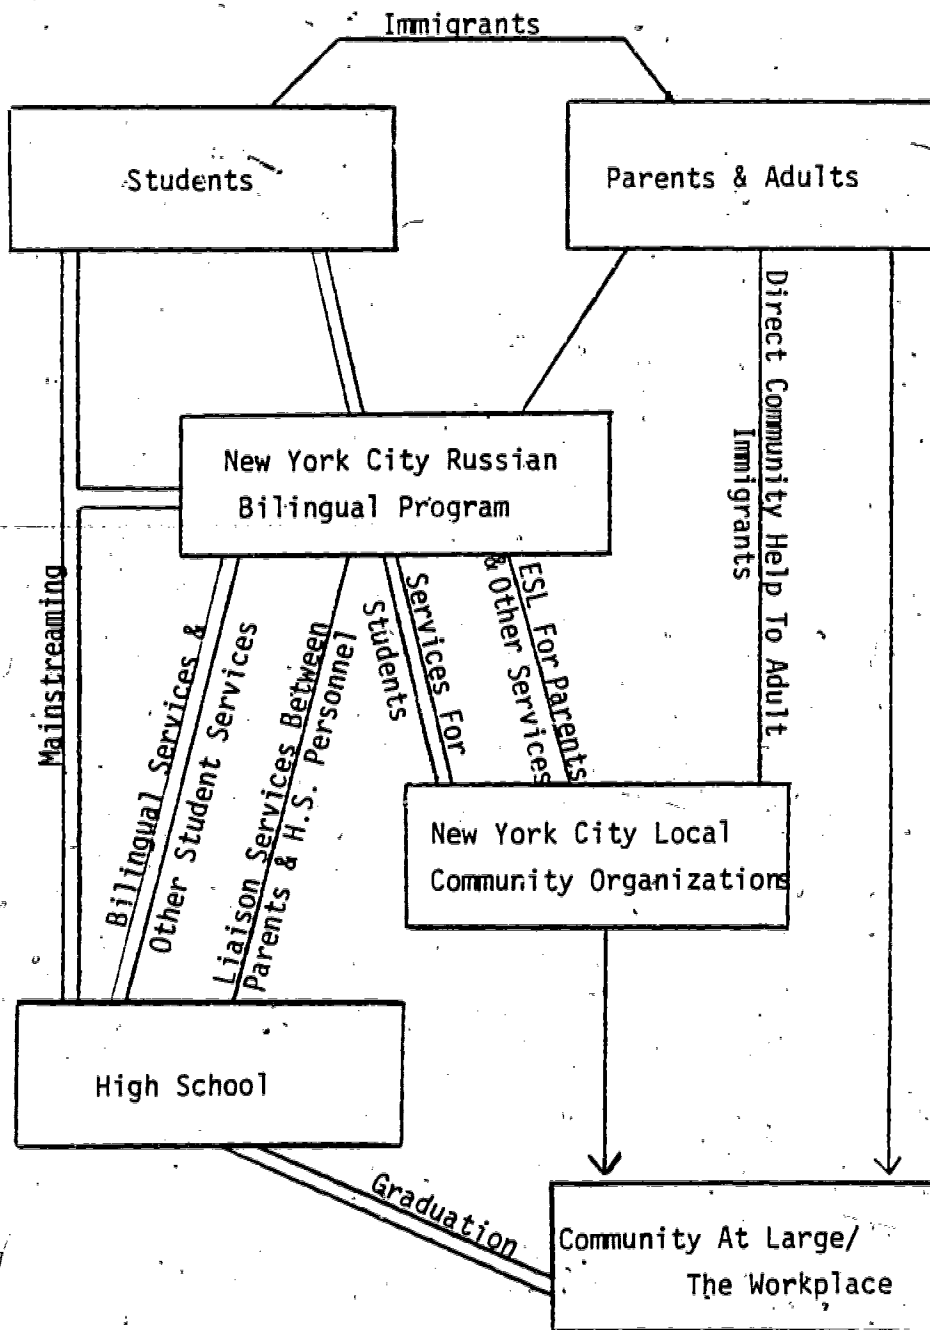 Immigrants
Students
Parents & Adults
New York City Russian
Bilingual Program
Direct Community Help To Adult
Immigrants
Mainstreaming
Bilingual Services &
Other Student Services
Liaison Services Between
Parents & H.S. Personnel
Services For
Students
ESL For Parents
& Other Services
New York City Local
Community Organizations
High School
Graduation
Community At Large/
The Workplace